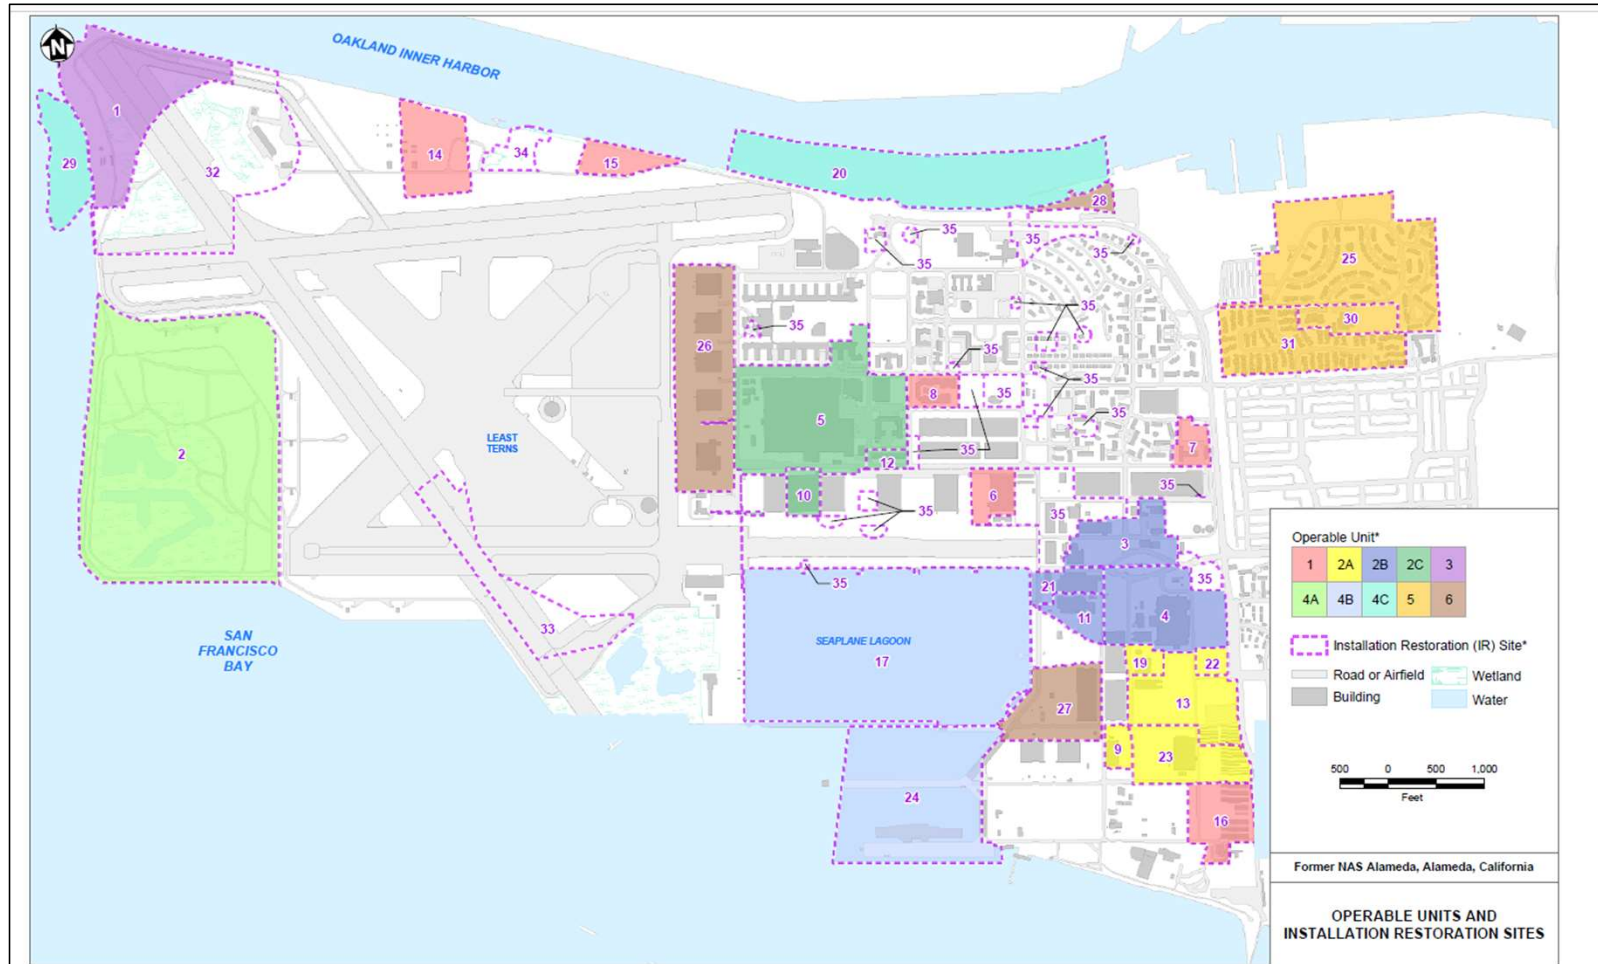 N
OAKLAND INNER HARBOR
1
29
32
14
34
15
20
28
35
35
35
35
25
30
31
35
35
26
35
8
35
35
35
5
12
35
7
2
LEAST
TERNS
10
6
35
35
35
3
35
21
35
11
4
33
SAN
FRANCISCO
BAY
SEAPLANE LAGOON
17
19
22
27
13
9
23
24
16
Operable Unit*
1 2A 2B 2C 3
4A 4B 4C 5 6
Installation Restoration (IR) Site*
Road or Airfield Wetland
Building Water
500 0 500 1,000
Feet
Former NAS Alameda, Alameda, California
OPERABLE UNITS AND
INSTALLATION RESTORATION SITES